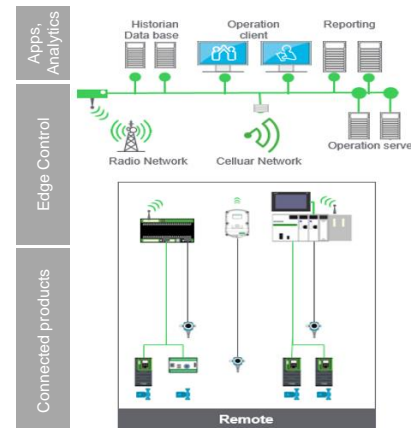 Apps,
Analytics
Historian
Data base
Operation
client
Reporting
Operation serve
Radio Network
Celluar Network
Edge Control
Connected products
Remote